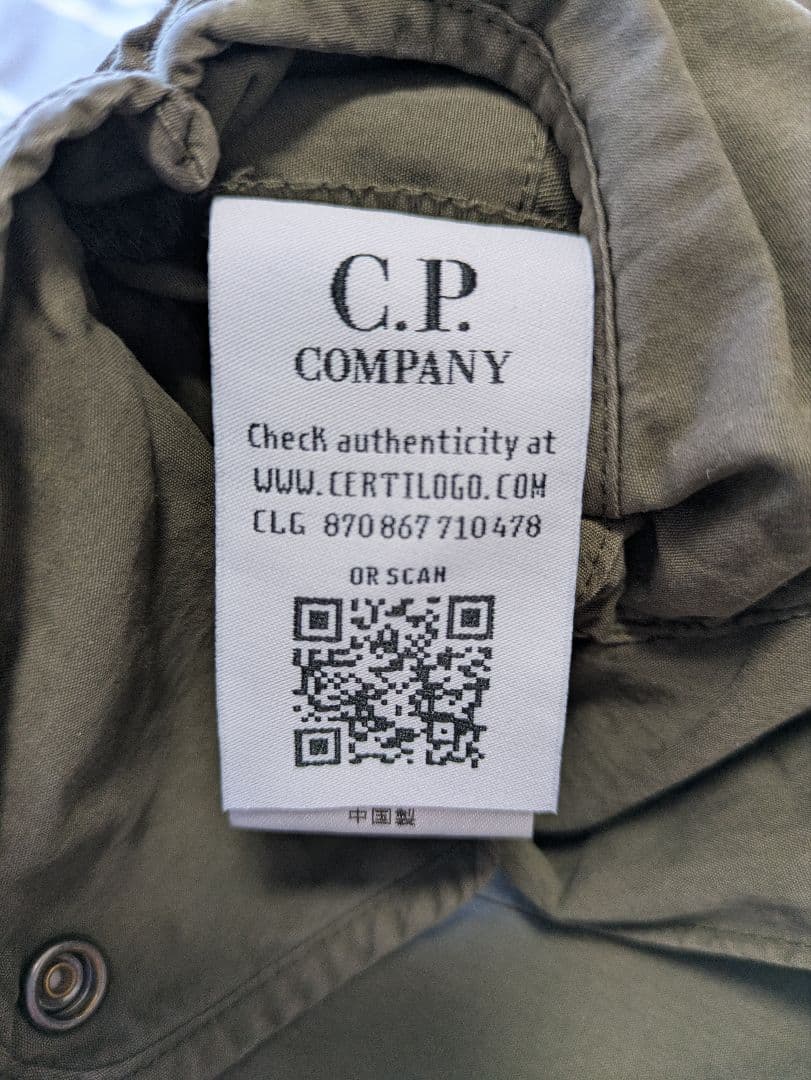 C.P.
COMPANY
Check authenticity at
WWW.CERTILOGO.COM
CLG 870867710478
OR SCAN
中国製